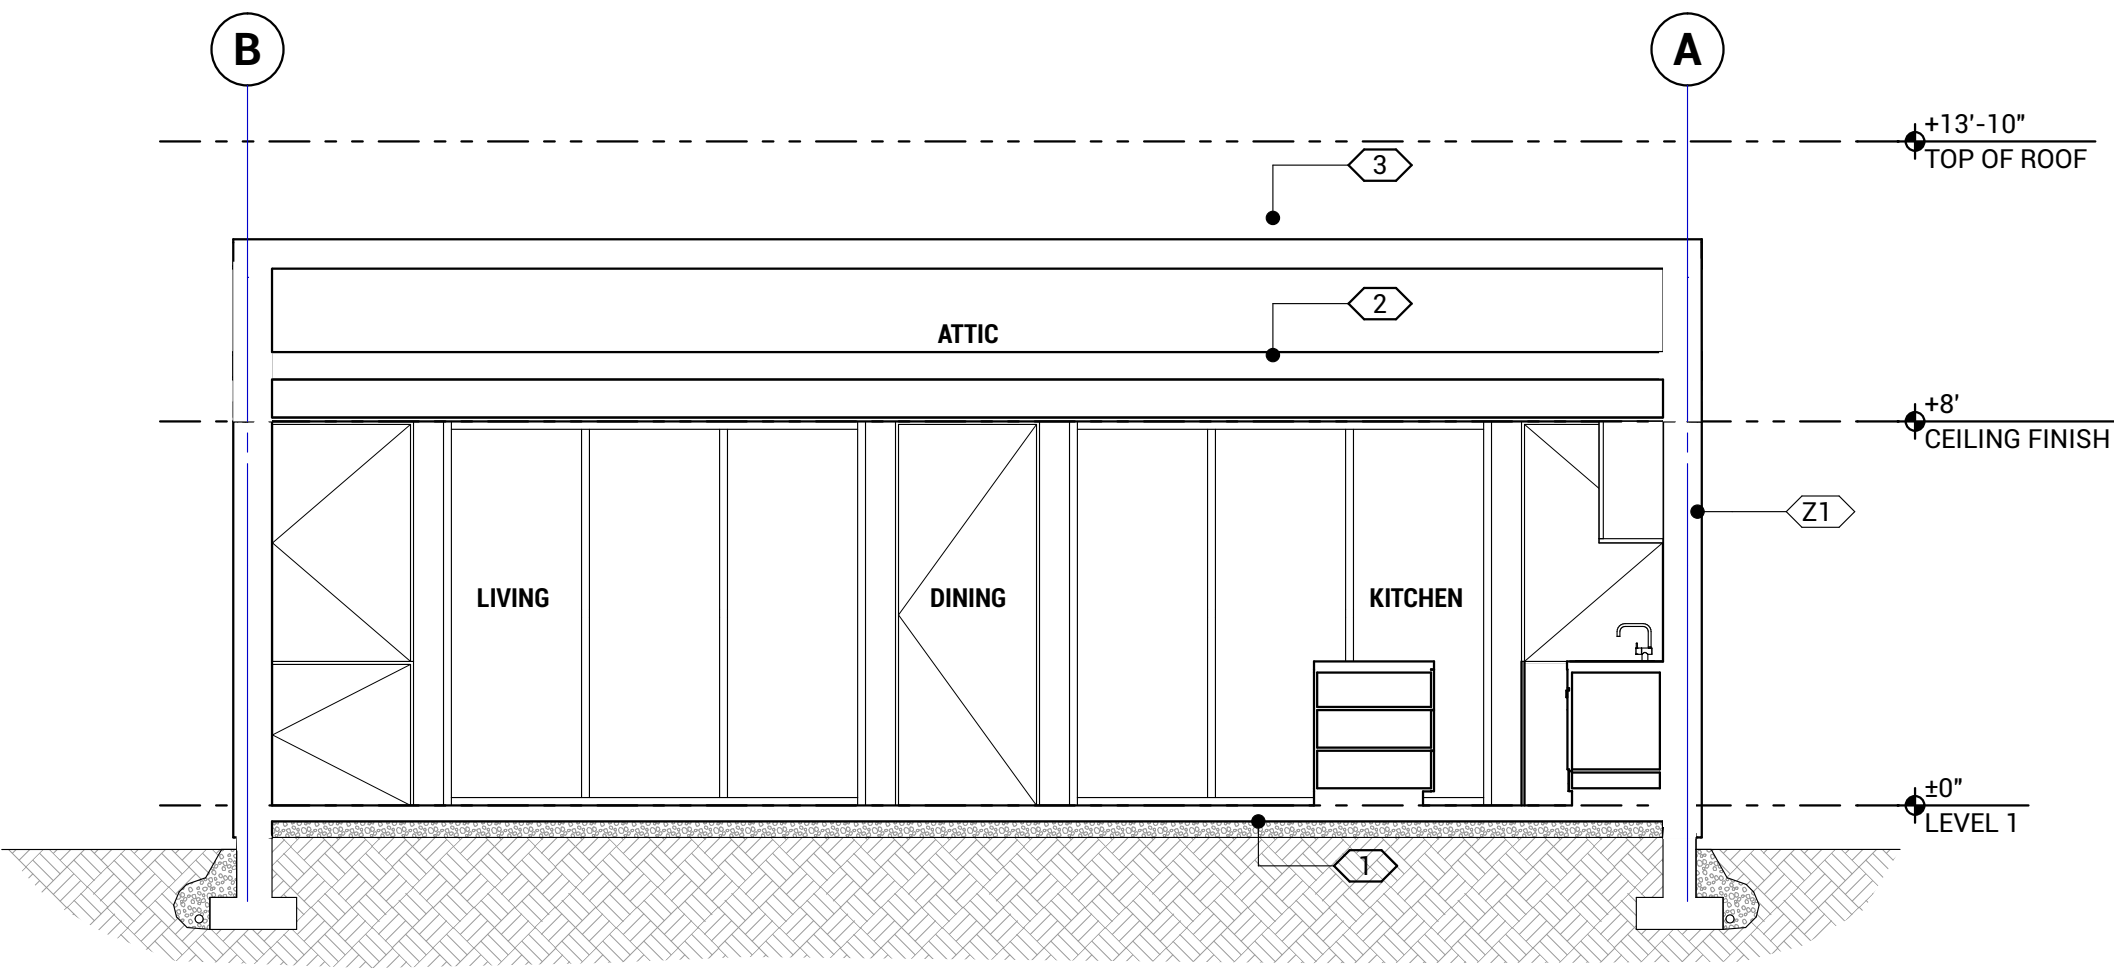 B
A
+13'-10"
TOP OF ROOF
3
2
ATTIC
+8'
CEILING FINISH
Z1
LIVING
DINING
KITCHEN
±0"
LEVEL 1
1